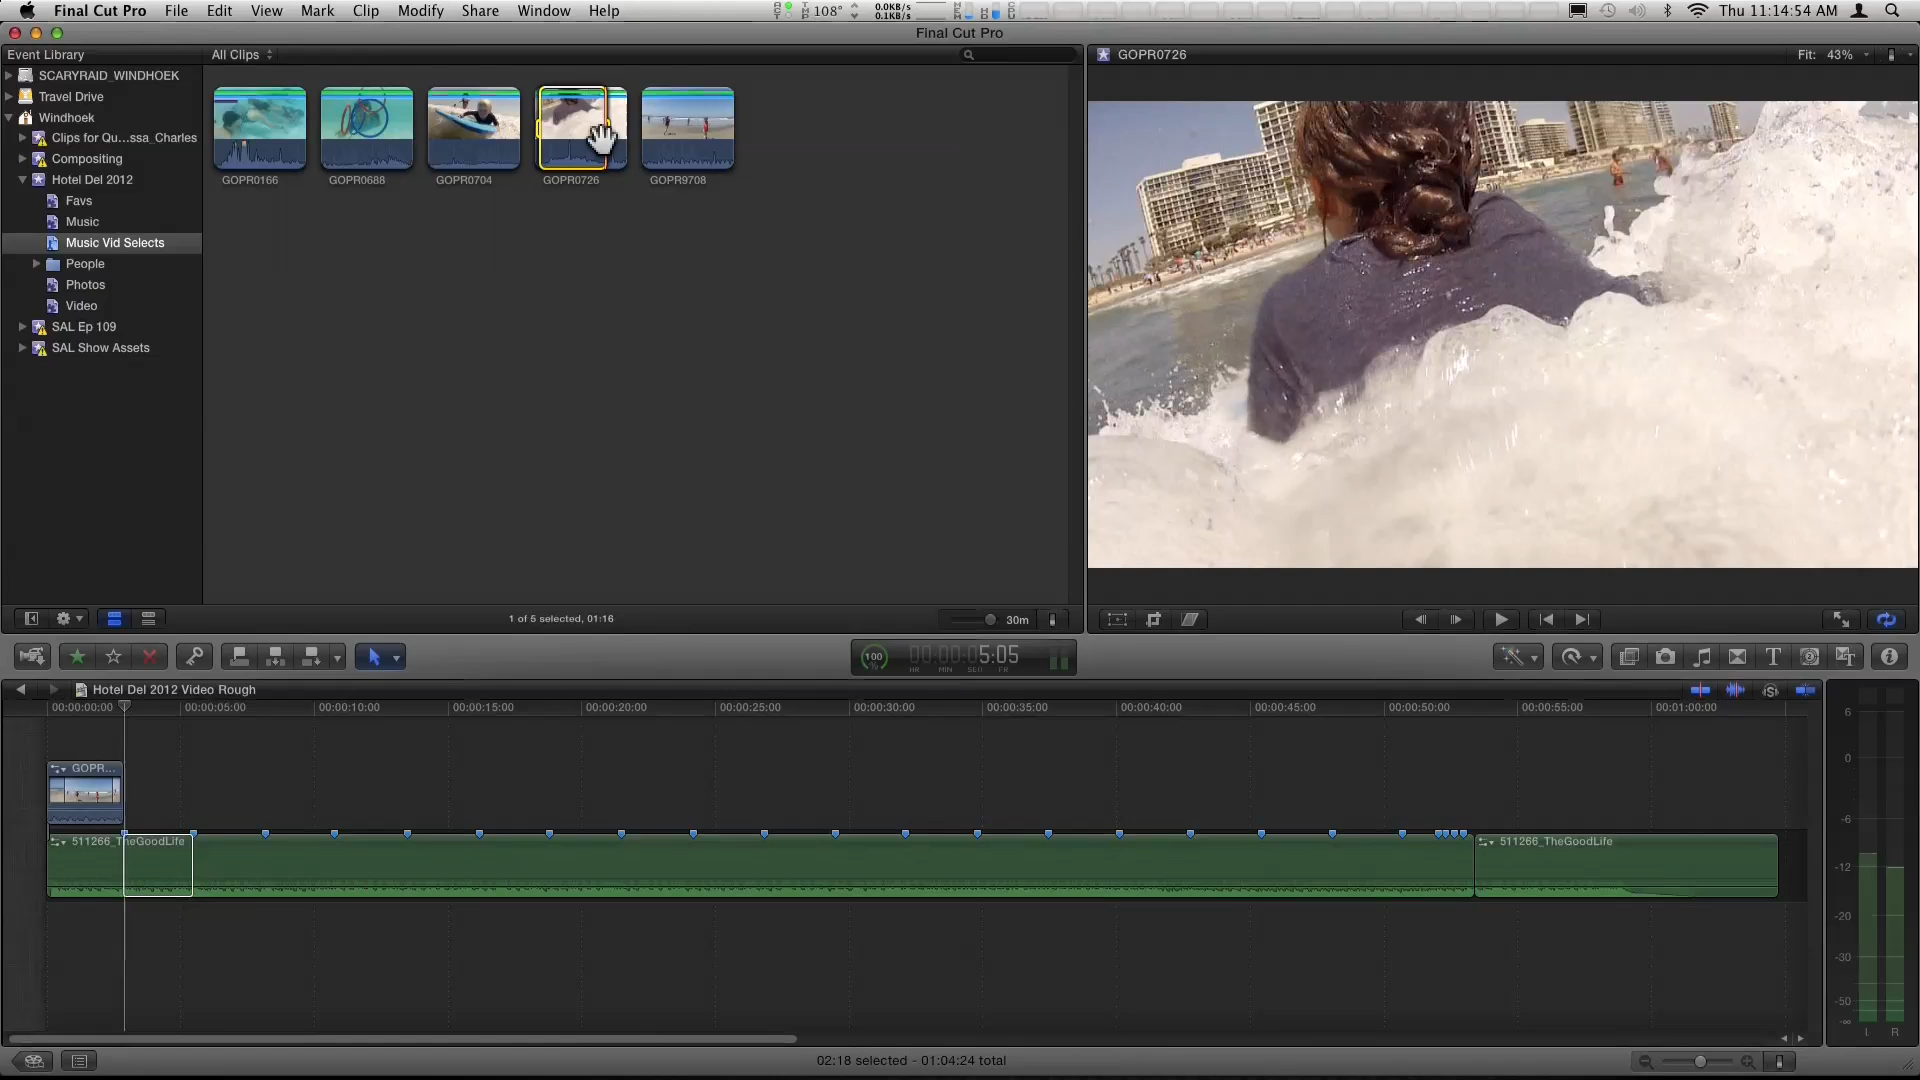 Final Cut Pro File Edit View Mark Clip Modify Share Window Help 108° 0.0KB/s 0.1KB/s Thu 11:14:54 AM
Final Cut Pro
Event Library All Clips GOPR0726 Fit: 43%
SCARYRAID_WINDHOEK
Travel Drive
Windhoek
Clips for Qu…ssa_Charles
Compositing
Hotel Del 2012
Favs
Music
Music Vid Selects
People
Photos
Video
SAL Ep 109
SAL Show Assets
GOPR0166 GOPR0688 GOPR0704 GOPR0726 GOPR9708
1 of 5 selected, 01:16 30m
100 % 00:00:05:05
HR MIN SEC FR
Hotel Del 2012 Video Rough
00:00:00:00 00:00:05:00 00:00:10:00 00:00:15:00 00:00:20:00 00:00:25:00 00:00:30:00 00:00:35:00 00:00:40:00 00:00:45:00 00:00:50:00 00:00:55:00 00:01:00:00
GOPR...
511266_TheGoodLife 511266_TheGoodLife
6
0
-6
-12
-20
-30
-50
-∞
L R
02:18 selected - 01:04:24 total